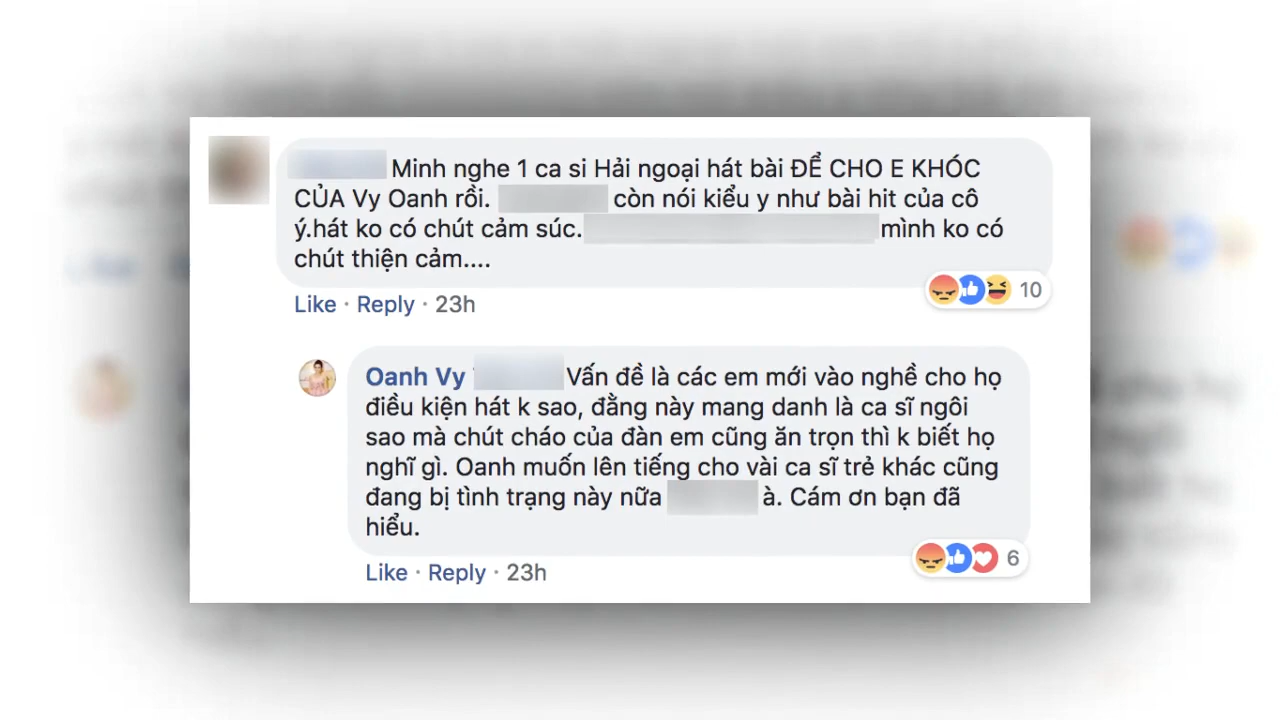 Minh nghe 1 ca si Hải ngoại hát bài ĐỂ CHO E KHÓC
CỦA Vy Oanh rồi. còn nói kiểu y như bài hit của cô
ý.hát ko có chút cảm súc. mình ko có
chút thiện cảm....
Like · Reply · 23h
10
Oanh Vy Vấn đề là các em mới vào nghề cho họ
điều kiện hát k sao, đằng này mang danh là ca sĩ ngôi
sao mà chút cháo của đàn em cũng ăn trọn thì k biết họ
nghĩ gì. Oanh muốn lên tiếng cho vài ca sĩ trẻ khác cũng
đang bị tình trạng này nữa à. Cám ơn bạn đã
hiểu.
Like · Reply · 23h
6